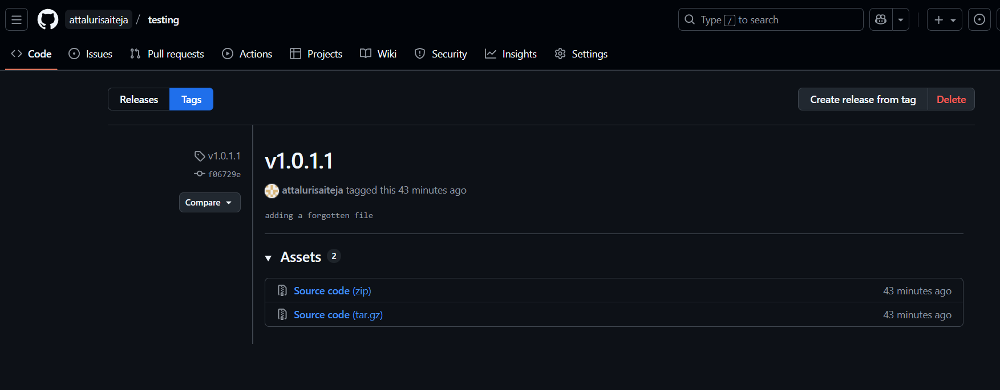 attalurisaiteja / testing
Type / to search
Code Issues Pull requests Actions Projects Wiki Security Insights Settings
Releases Tags
Create release from tag Delete
v1.0.1.1
f06729e
Compare
v1.0.1.1
attalurisaiteja tagged this 43 minutes ago
adding a forgotten file
Assets 2
Source code (zip) 43 minutes ago
Source code (tar.gz) 43 minutes ago